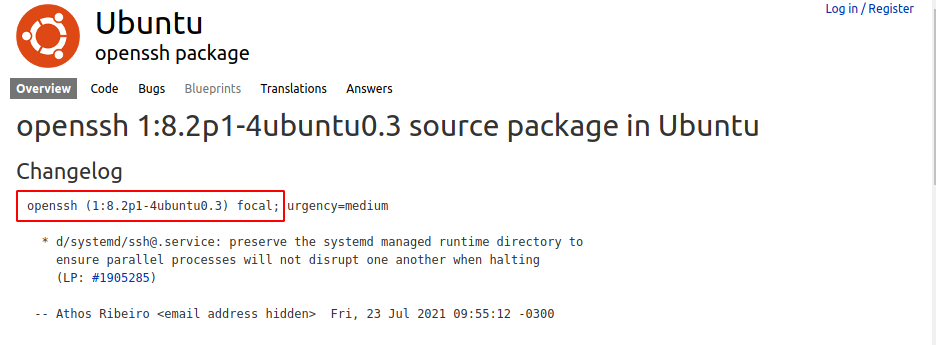 Log in / Register
Ubuntu
openssh package
Overview Code Bugs Blueprints Translations Answers
openssh 1:8.2p1-4ubuntu0.3 source package in Ubuntu
Changelog
openssh (1:8.2p1-4ubuntu0.3) focal; urgency=medium
* d/systemd/ssh@.service: preserve the systemd managed runtime directory to
ensure parallel processes will not disrupt one another when halting
(LP: #1905285)
-- Athos Ribeiro <email address hidden>  Fri, 23 Jul 2021 09:55:12 -0300